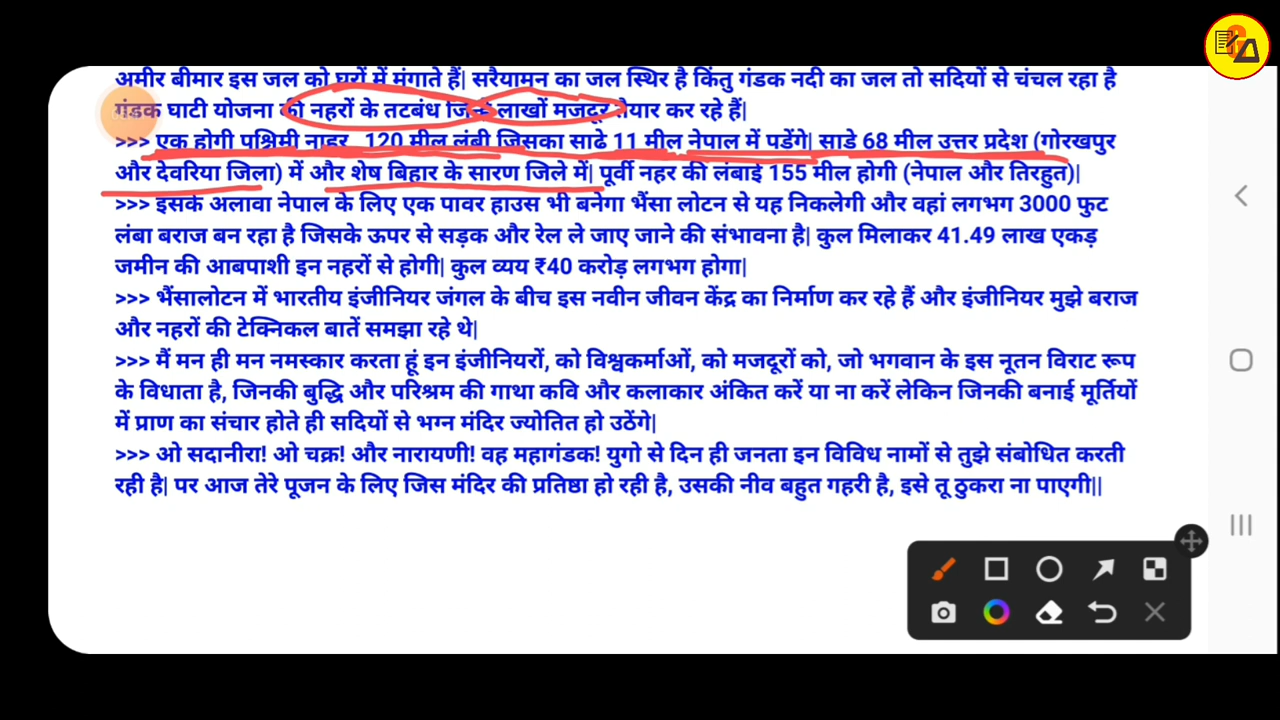 अमीर बीमार इस जल को घरों में मंगाते हैं| सरैयामन का जल स्थिर है किंतु गंडक नदी का जल तो सदियों से चंचल रहा है
गंडक घाटी योजना की नहरों के तटबंध जिनके लाखों मजदूर तैयार कर रहे हैं|
>>> एक होगी पश्चिमी नाहर 120 मील लंबी जिसका साढे 11 मील नेपाल में पडेंगे| साडे 68 मील उत्तर प्रदेश (गोरखपुर
और देवरिया जिला) में और शेष बिहार के सारण जिले में| पूर्वी नहर की लंबाई 155 मील होगी (नेपाल और तिरहुत)|
>>> इसके अलावा नेपाल के लिए एक पावर हाउस भी बनेगा भैंसा लोटन से यह निकलेगी और वहां लगभग 3000 फुट
लंबा बराज बन रहा है जिसके ऊपर से सड़क और रेल ले जाए जाने की संभावना है| कुल मिलाकर 41.49 लाख एकड़
जमीन की आबपाशी इन नहरों से होगी| कुल व्यय ₹40 करोड़ लगभग होगा|
>>> भैंसालोटन में भारतीय इंजीनियर जंगल के बीच इस नवीन जीवन केंद्र का निर्माण कर रहे हैं और इंजीनियर मुझे बराज
और नहरों की टेक्निकल बातें समझा रहे थे|
>>> मैं मन ही मन नमस्कार करता हूं इन इंजीनियरों, को विश्वकर्माओं, को मजदूरों को, जो भगवान के इस नूतन विराट रूप
के विधाता है, जिनकी बुद्धि और परिश्रम की गाथा कवि और कलाकार अंकित करें या ना करें लेकिन जिनकी बनाई मूर्तियों
में प्राण का संचार होते ही सदियों से भग्न मंदिर ज्योतित हो उठेंगे|
>>> ओ सदानीरा! ओ चक्र! और नारायणी! वह महागंडक! युगो से दिन ही जनता इन विविध नामों से तुझे संबोधित करती
रही है| पर आज तेरे पूजन के लिए जिस मंदिर की प्रतिष्ठा हो रही है, उसकी नीव बहुत गहरी है, इसे तू ठुकरा ना पाएगी||